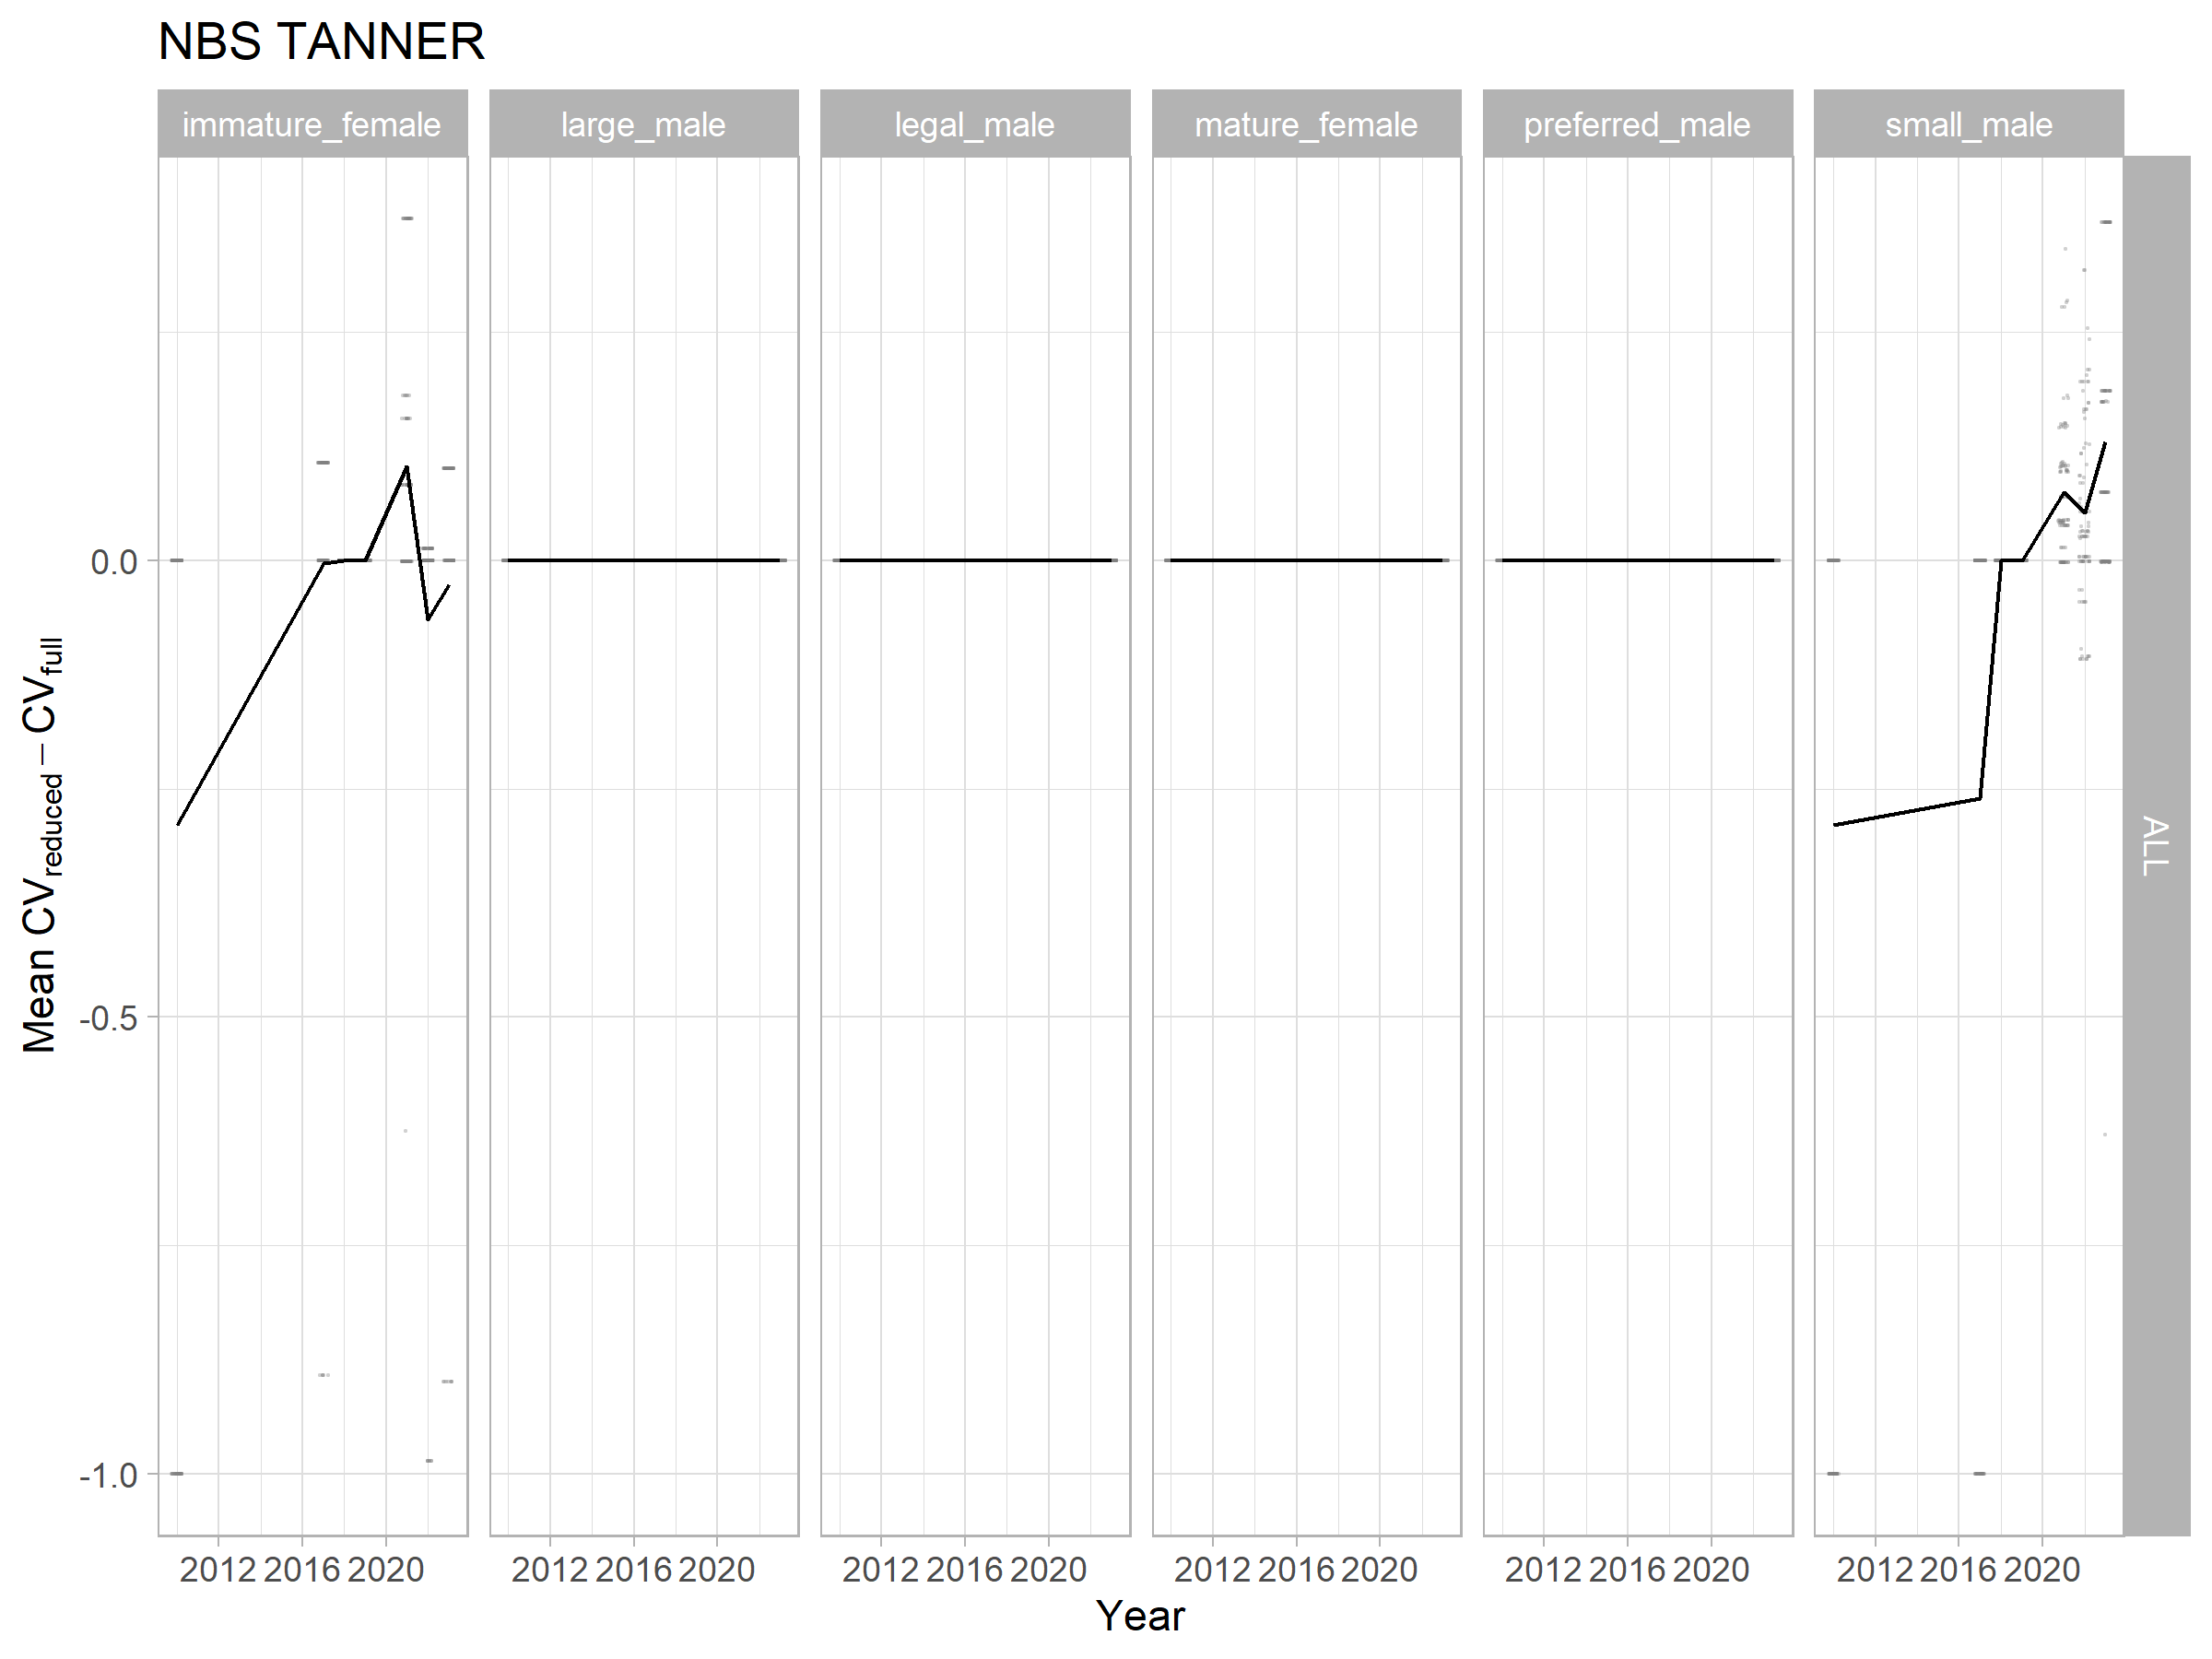 NBS TANNER
immature_female large_male legal_male mature_female preferred_male small_male
ALL
Mean CVreduced − CVfull
0.0
-0.5
-1.0
2012 2016 2020 2012 2016 2020 2012 2016 2020 2012 2016 2020 2012 2016 2020 2012 2016 2020
Year